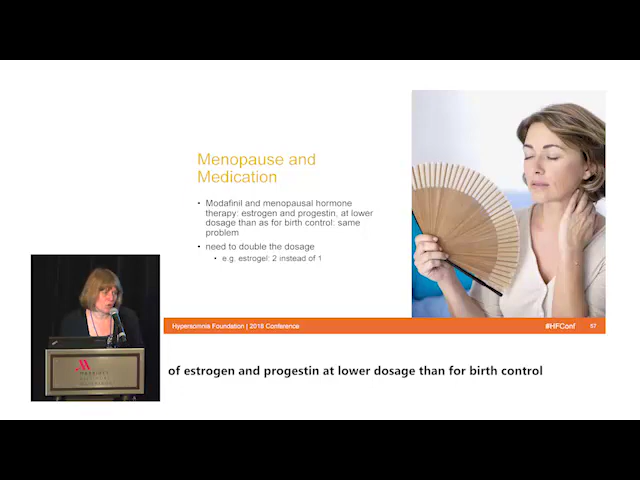 Menopause and
Medication
• Modafinil and menopausal hormone
therapy: estrogen and progestin, at lower
dosage than as for birth control: same
problem
• need to double the dosage
• e.g. estrogel: 2 instead of 1
Hypersomnia Foundation | 2018 Conference
#HFConf
57
MARRIOTT
of estrogen and progestin at lower dosage than for birth control